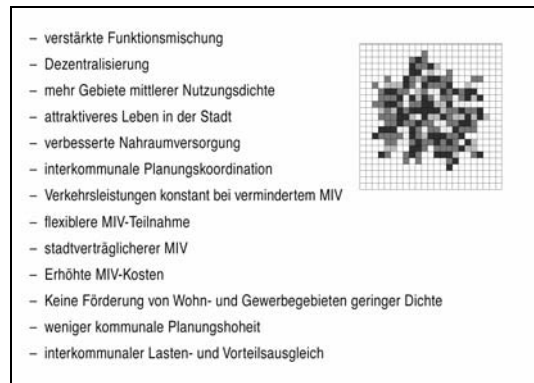 – verstärkte Funktionsmischung
– Dezentralisierung
– mehr Gebiete mittlerer Nutzungsdichte
– attraktiveres Leben in der Stadt
– verbesserte Nahraumversorgung
– interkommunale Planungskoordination
– Verkehrsleistungen konstant bei vermindertem MIV
– flexiblere MIV-Teilnahme
– stadtverträglicherer MIV
– Erhöhte MIV-Kosten
– Keine Förderung von Wohn- und Gewerbegebieten geringer Dichte
– weniger kommunale Planungshoheit
– interkommunaler Lasten- und Vorteilsausgleich